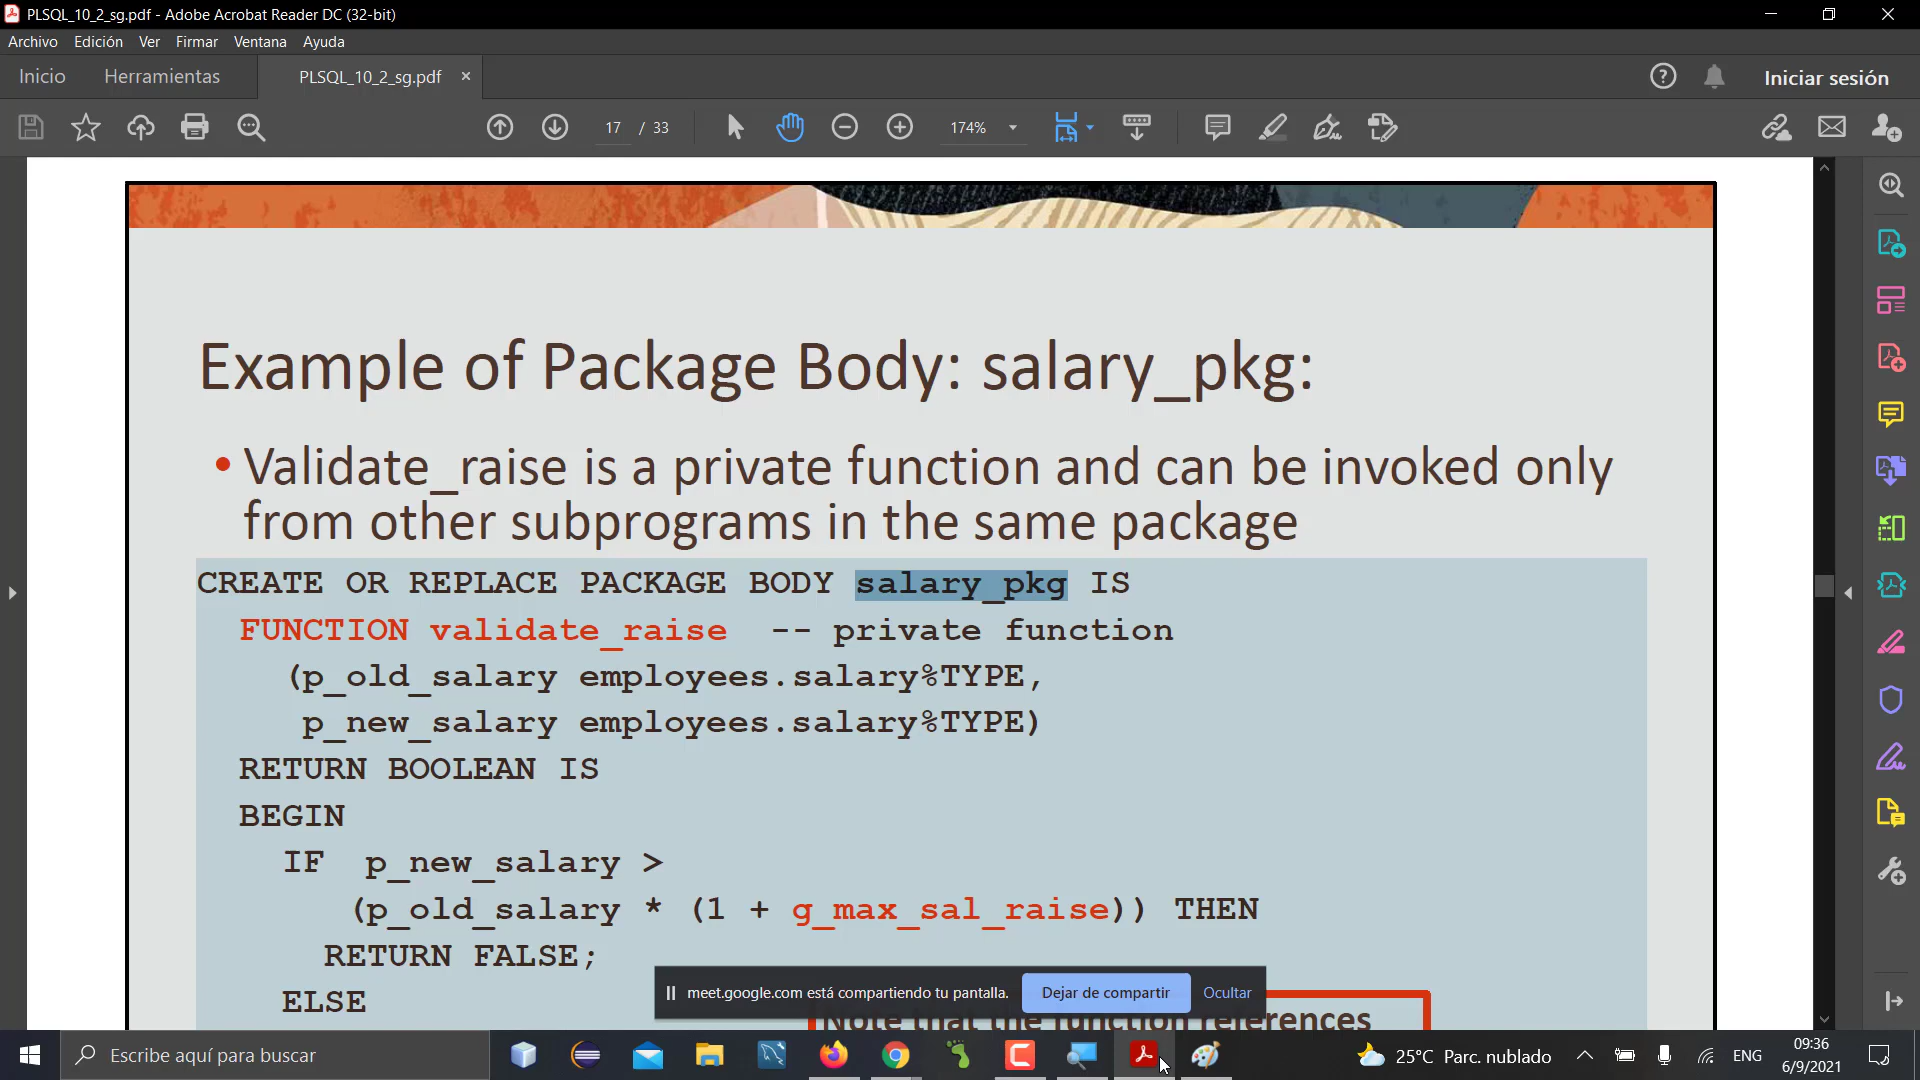 PLSQL_10_2_sg.pdf - Adobe Acrobat Reader DC (32-bit)
Archivo Edición Ver Firmar Ventana Ayuda
Inicio Herramientas PLSQL_10_2_sg.pdf × Iniciar sesión
17 / 33 174%
Example of Package Body: salary_pkg:
• Validate_raise is a private function and can be invoked only
from other subprograms in the same package
CREATE OR REPLACE PACKAGE BODY salary_pkg IS
FUNCTION validate_raise -- private function
(p_old_salary employees.salary%TYPE,
p_new_salary employees.salary%TYPE)
RETURN BOOLEAN IS
BEGIN
IF p_new_salary >
(p_old_salary * (1 + g_max_sal_raise)) THEN
RETURN FALSE;
ELSE
meet.google.com está compartiendo tu pantalla. Dejar de compartir Ocultar
Note that the function references
Escribe aquí para buscar
25°C Parc. nublado
ENG
09:36
6/9/2021